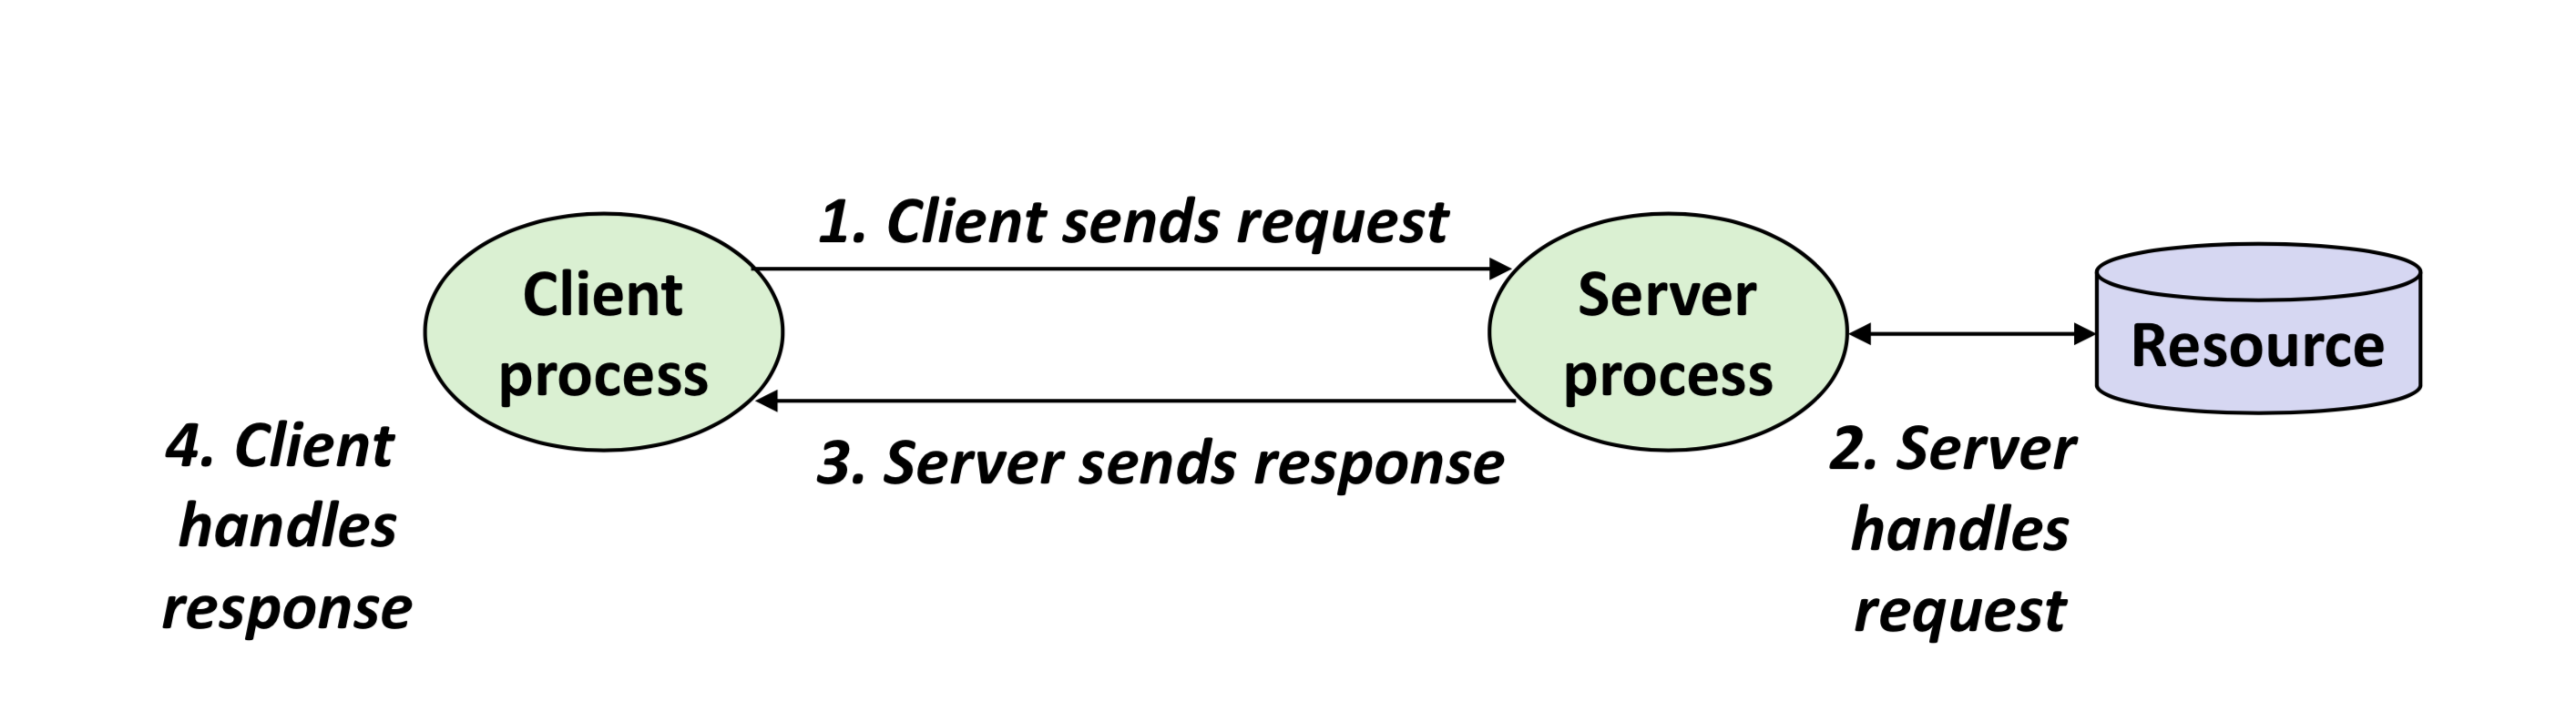 1. Client sends request
Client
process
Server
process
Resource
3. Server sends response
4. Client
handles
response
2. Server
handles
request